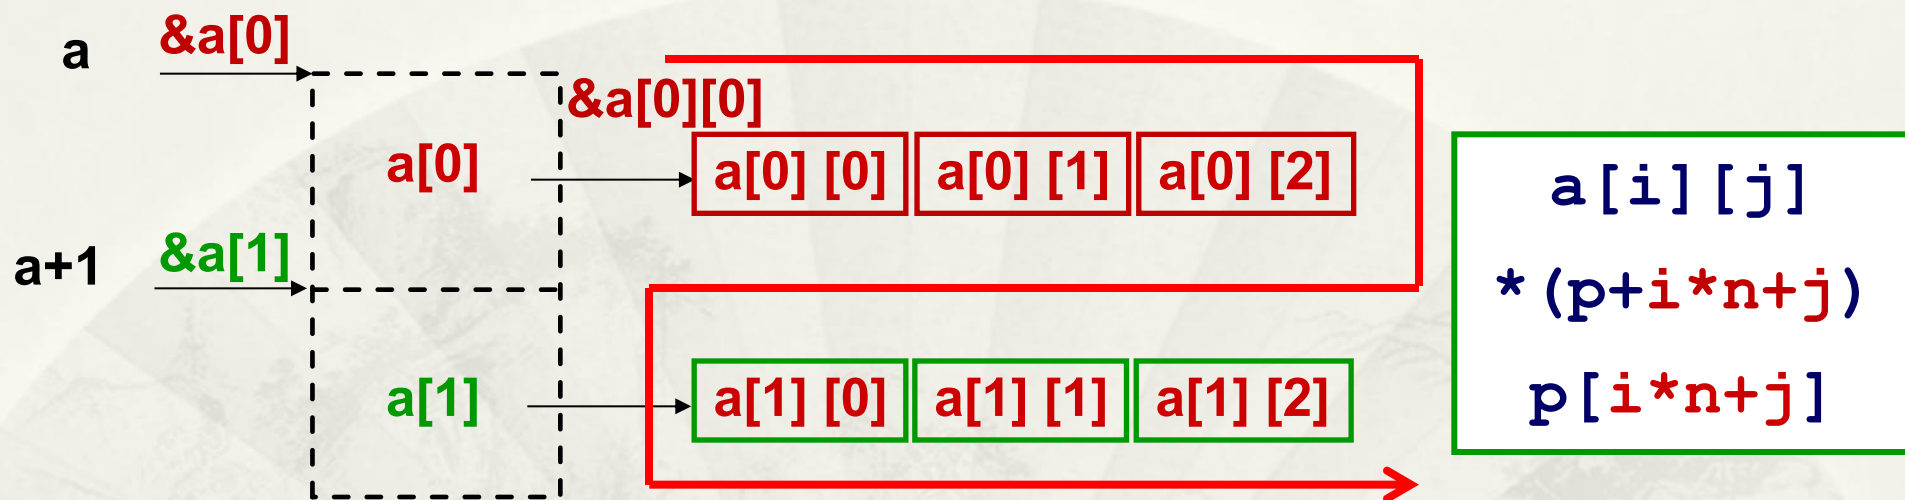 a &a[0]
&a[0][0]
a[0] a[0] [0] a[0] [1] a[0] [2]
a+1 &a[1]
a[1] a[1] [0] a[1] [1] a[1] [2]
a[i][j]
*(p+i*n+j)
p[i*n+j]